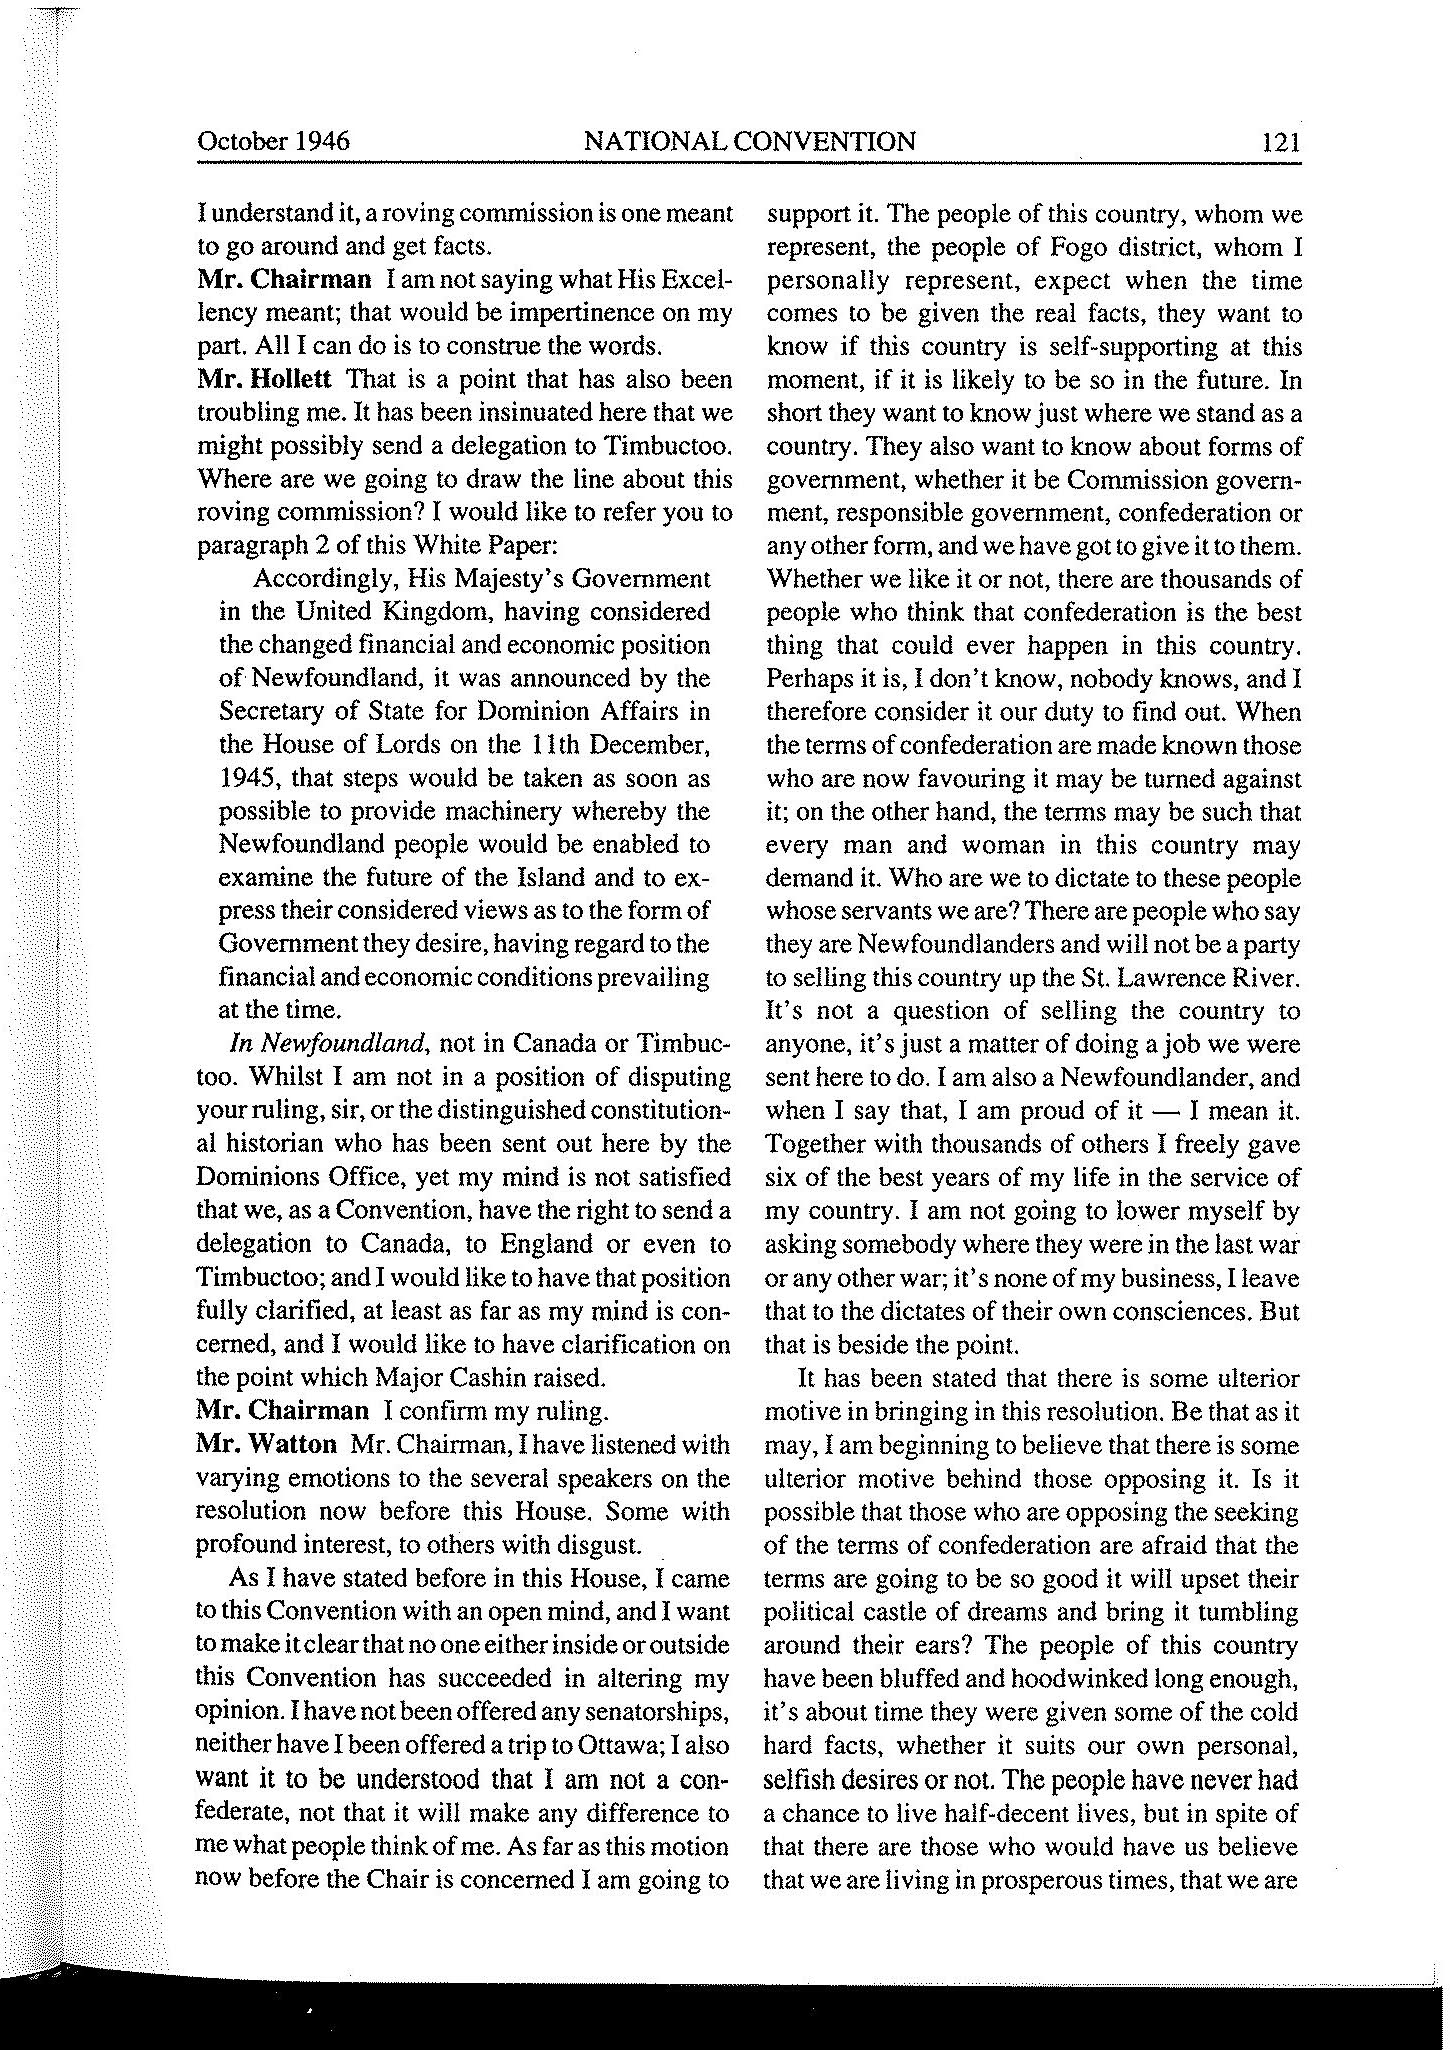 October 1946
NATIONAL CONVENTION
121
I understand it, a roving commission is one meant
to go around and get facts.
Mr. Chairman I am not saying what His Excel-
lency meant; that would be impertinence on my
part. All I can do is to construe the words.
Mr. Hollett That is a point that has also been
troubling me. It has been insinuated here that we
might possibly send a delegation to Timbuctoo.
Where are we going to draw the line about this
roving commission? I would like to refer you to
paragraph 2 of this White Paper:
Accordingly, His Majesty's Government
in the United Kingdom, having considered
the changed financial and economic position
of Newfoundland, it was announced by the
Secretary of State for Dominion Affairs in
the House of Lords on the 11th December,
1945, that steps would be taken as soon as
possible to provide machinery whereby the
Newfoundland people would be enabled to
examine the future of the Island and to ex-
press their considered views as to the form of
Government they desire, having regard to the
financial and economic conditions prevailing
at the time.
In Newfoundland, not in Canada or Timbuc-
too. Whilst I am not in a position of disputing
your ruling, sir, or the distinguished constitution-
al historian who has been sent out here by the
Dominions Office, yet my mind is not satisfied
that we, as a Convention, have the right to send a
delegation to Canada, to England or even to
Timbuctoo; and I would like to have that position
fully clarified, at least as far as my mind is con-
cerned, and I would like to have clarification on
the point which Major Cashin raised.
Mr. Chairman I confirm my ruling.
Mr. Watton Mr. Chairman, I have listened with
varying emotions to the several speakers on the
resolution now before this House. Some with
profound interest, to others with disgust.
As I have stated before in this House, I came
to this Convention with an open mind, and I want
to make it clear that no one either inside or outside
this Convention has succeeded in altering my
opinion. I have not been offered any senatorships,
neither have I been offered a trip to Ottawa; I also
want it to be understood that I am not a con-
federate, not that it will make any difference to
me what people think of me. As far as this motion
now before the Chair is concerned I am going to
support it. The people of this country, whom we
represent, the people of Fogo district, whom I
personally represent, expect when the time
comes to be given the real facts, they want to
know if this country is self-supporting at this
moment, if it is likely to be so in the future. In
short they want to know just where we stand as a
country. They also want to know about forms of
government, whether it be Commission govern-
ment, responsible government, confederation or
any other form, and we have got to give it to them.
Whether we like it or not, there are thousands of
people who think that confederation is the best
thing that could ever happen in this country.
Perhaps it is, I don't know, nobody knows, and I
therefore consider it our duty to find out. When
the terms of confederation are made known those
who are now favouring it may be turned against
it; on the other hand, the terms may be such that
every man and woman in this country may
demand it. Who are we to dictate to these people
whose servants we are? There are people who say
they are Newfoundlanders and will not be a party
to selling this country up the St. Lawrence River.
It's not a question of selling the country to
anyone, it's just a matter of doing a job we were
sent here to do. I am also a Newfoundlander, and
when I say that, I am proud of it — I mean it.
Together with thousands of others I freely gave
six of the best years of my life in the service of
my country. I am not going to lower myself by
asking somebody where they were in the last war
or any other war; it's none of my business, I leave
that to the dictates of their own consciences. But
that is beside the point.
It has been stated that there is some ulterior
motive in bringing in this resolution. Be that as it
may, I am beginning to believe that there is some
ulterior motive behind those opposing it. Is it
possible that those who are opposing the seeking
of the terms of confederation are afraid that the
terms are going to be so good it will upset their
political castle of dreams and bring it tumbling
around their ears? The people of this country
have been bluffed and hoodwinked long enough,
it's about time they were given some of the cold
hard facts, whether it suits our own personal,
selfish desires or not. The people have never had
a chance to live half-decent lives, but in spite of
that there are those who would have us believe
that we are living in prosperous times, that we are